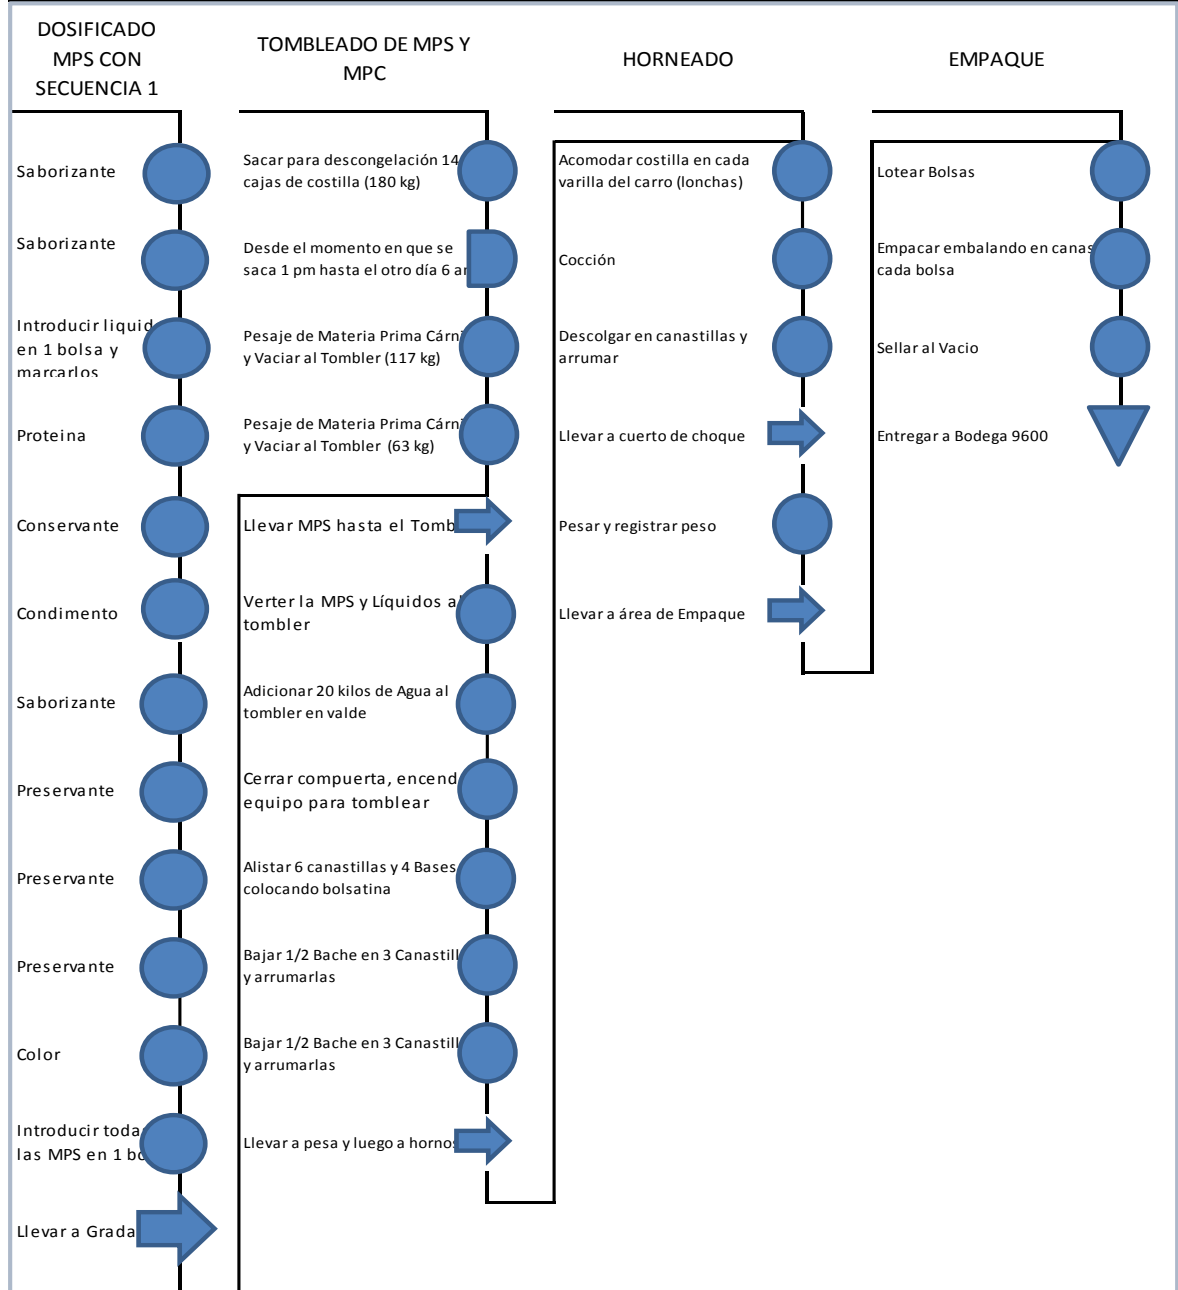 DOSIFICADO
MPS CON
SECUENCIA 1
Saborizante
Saborizante
Introducir liquid
en 1 bolsa y
marcarlos
Proteina
Conservante
Condimento
Saborizante
Preservante
Preservante
Preservante
Color
Introducir toda
las MPS en 1 bo
Llevar a Grada
TOMBLEADO DE MPS Y
MPC
Sacar para descongelación 14
cajas de costilla (180 kg)
Desde el momento en que se
saca 1 pm hasta el otro día 6 am
Pesaje de Materia Prima Cárni
y Vaciar al Tombler (117 kg)
Pesaje de Materia Prima Cárni
y Vaciar al Tombler (63 kg)
Llevar MPS hasta el Tomb
Verter la MPS y Líquidos al
tombler
Adicionar 20 kilos de Agua al
tombler en valde
Cerrar compuerta, encend
equipo para tomblear
Alistar 6 canastillas y 4 Bases
colocando bolsatina
Bajar 1/2 Bache en 3 Canastill
y arrumarlas
Bajar 1/2 Bache en 3 Canastill
y arrumarlas
Llevar a pesa y luego a hornos
HORNEADO
Acomodar costilla en cada
varilla del carro (lonchas)
Cocción
Descolgar en canastillas y
arrumar
Llevar a cuerto de choque
Pesar y registrar peso
Llevar a área de Empaque
EMPAQUE
Lotear Bolsas
Empacar embalando en canas
cada bolsa
Sellar al Vacio
Entregar a Bodega 9600